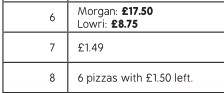 6
Morgan: £17.50
Lowri: £8.75
7
£1.49
8
6 pizzas with £1.50 left.